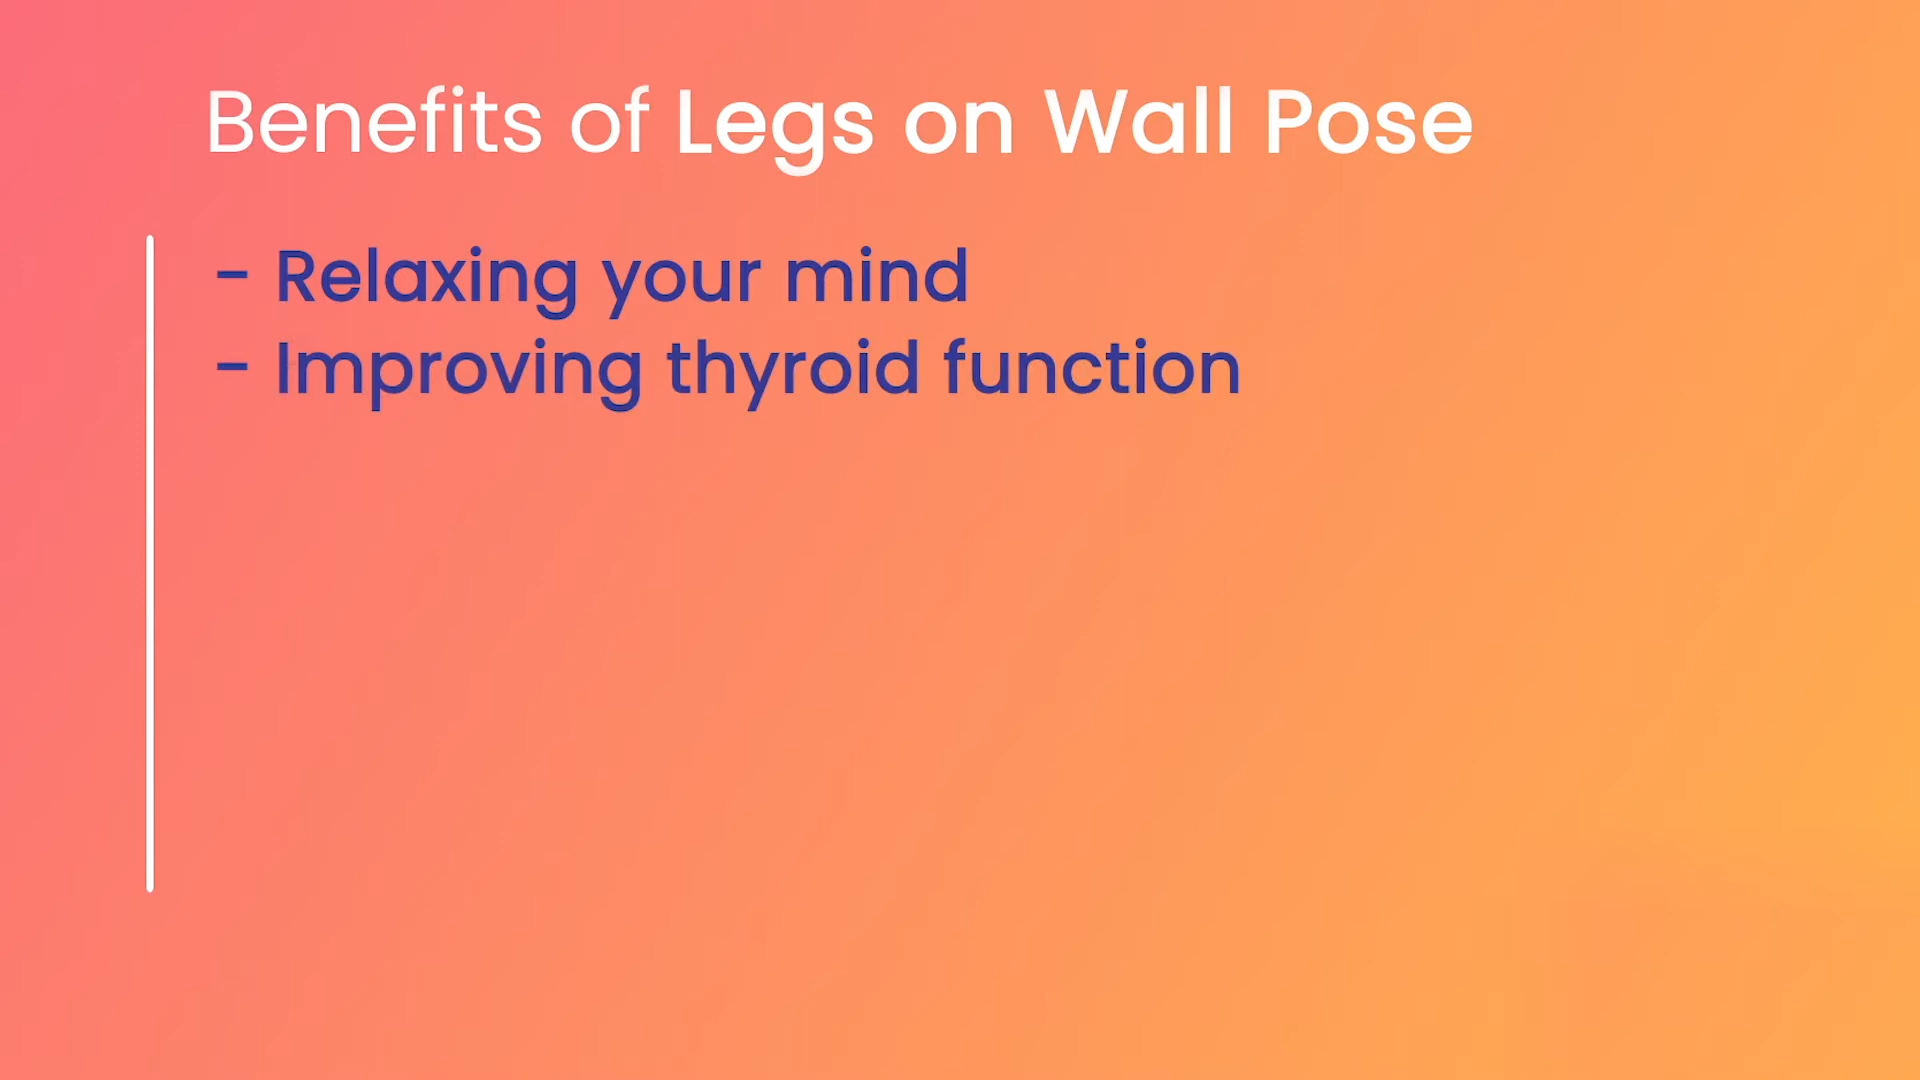 Benefits of Legs on Wall Pose
- Relaxing your mind
- Improving thyroid function